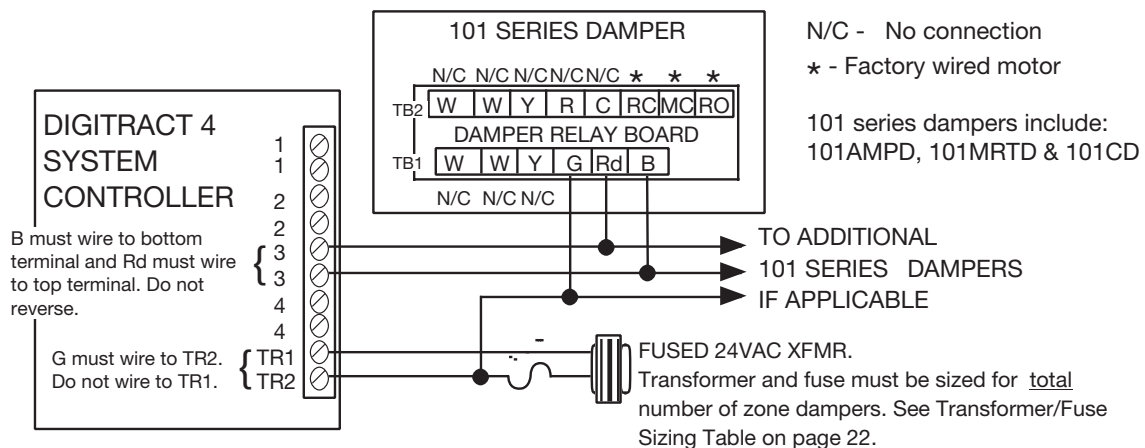 101 SERIES DAMPER
N/C N/C N/C N/C N/C * * *
TB2 W W Y R C RC MC RO
DAMPER RELAY BOARD
TB1 W W Y G Rd B
N/C N/C N/C
N/C - No connection
* - Factory wired motor
101 series dampers include:
101AMPD, 101MRTD & 101CD
DIGITRACT 4
SYSTEM
CONTROLLER
1
1
2
2
3
3
4
4
TR1
TR2
B must wire to bottom
terminal and Rd must wire
to top terminal. Do not
reverse.
G must wire to TR2.
Do not wire to TR1.
TO ADDITIONAL
101 SERIES DAMPERS
IF APPLICABLE
FUSED 24VAC XFMR.
Transformer and fuse must be sized for total
number of zone dampers. See Transformer/Fuse
Sizing Table on page 22.